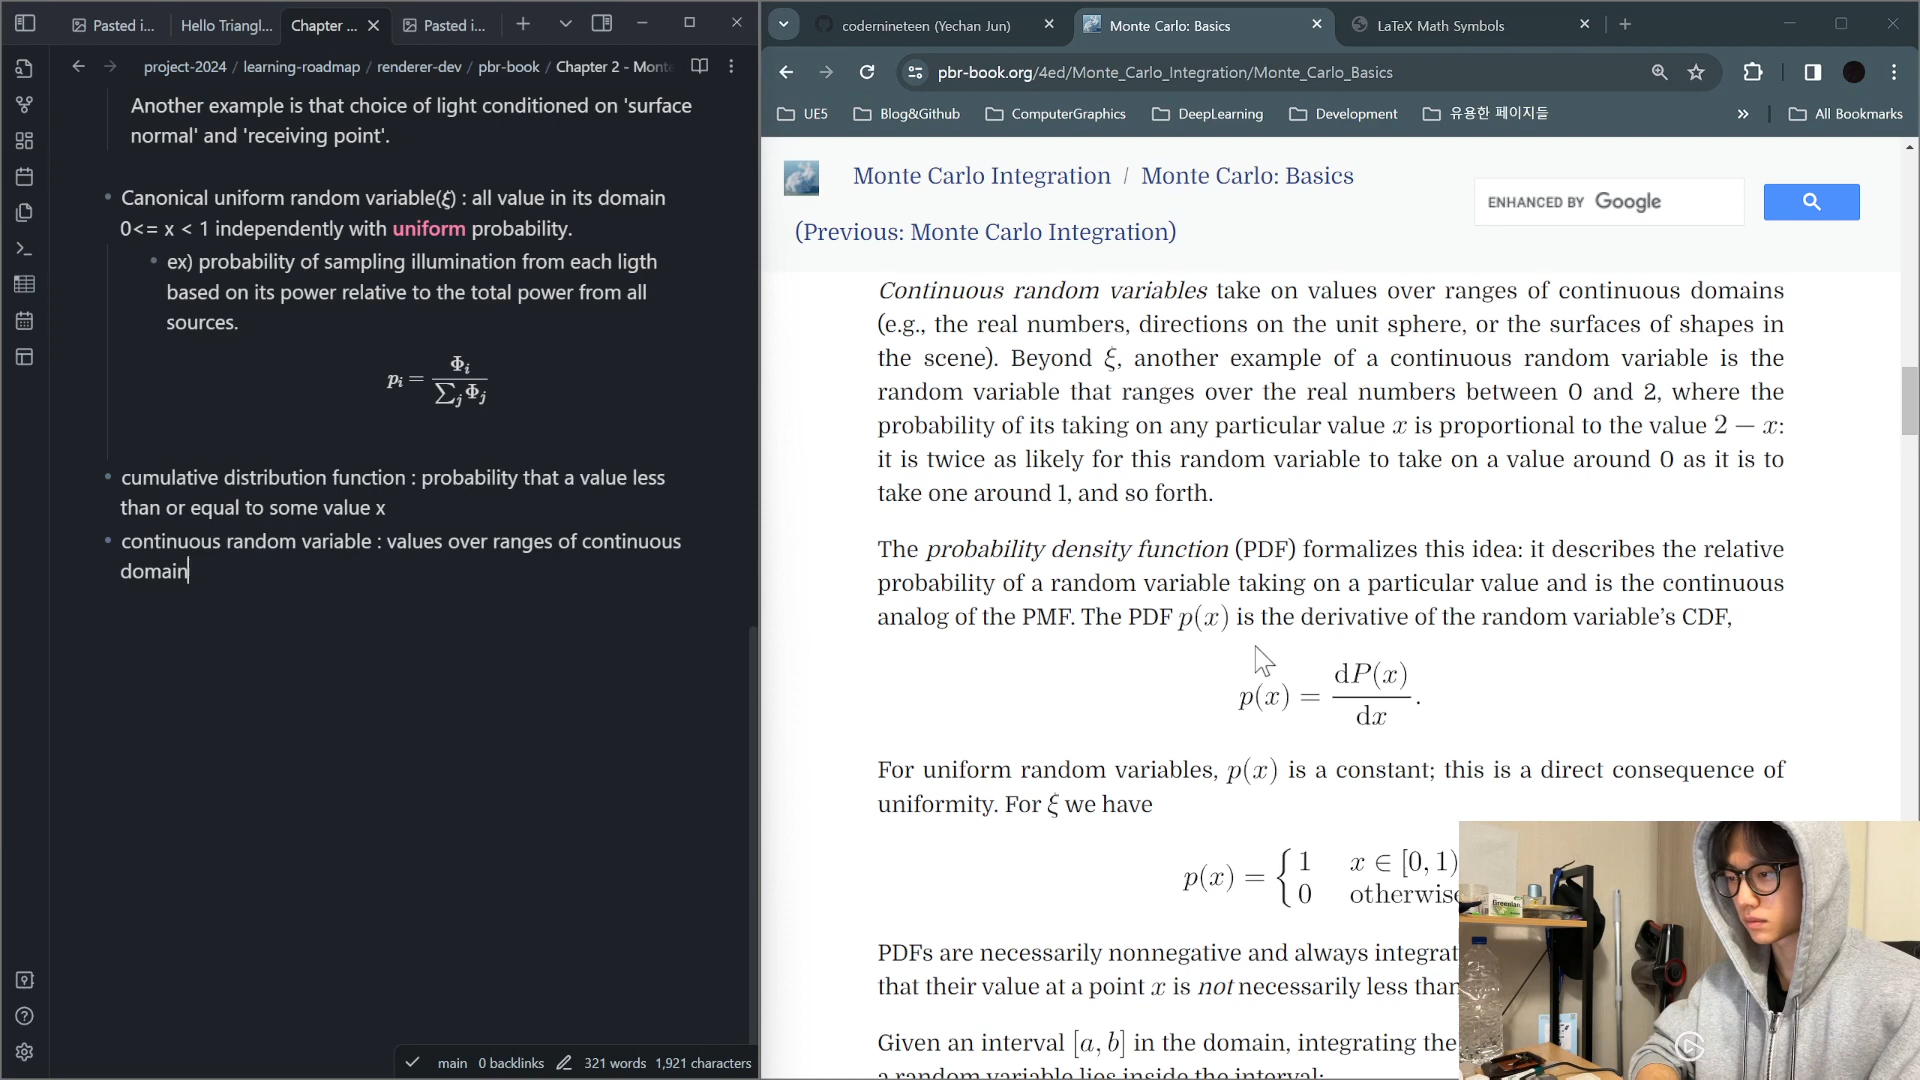 Pasted i...
Hello Triangl...
Chapter ...
Pasted i...
project-2024 / learning-roadmap / renderer-dev / pbr-book / Chapter 2 - Monte
Another example is that choice of light conditioned on 'surface
normal' and 'receiving point'.
Canonical uniform random variable(ξ) : all value in its domain
0<= x < 1 independently with uniform probability.
ex) probability of sampling illumination from each ligth
based on its power relative to the total power from all
sources.
pᵢ = Φᵢ / ∑ⱼ Φⱼ
cumulative distribution function : probability that a value less
than or equal to some value x
continuous random variable : values over ranges of continuous
domain
main 0 backlinks 321 words 1,921 characters
codernineteen (Yechan Jun)
Monte Carlo: Basics
LaTeX Math Symbols
pbr-book.org/4ed/Monte_Carlo_Integration/Monte_Carlo_Basics
UE5
Blog&Github
ComputerGraphics
DeepLearning
Development
유용한 페이지들
All Bookmarks
Monte Carlo Integration / Monte Carlo: Basics
ENHANCED BY Google
(Previous: Monte Carlo Integration)
Continuous random variables take on values over ranges of continuous domains
(e.g., the real numbers, directions on the unit sphere, or the surfaces of shapes in
the scene). Beyond ξ, another example of a continuous random variable is the
random variable that ranges over the real numbers between 0 and 2, where the
probability of its taking on any particular value x is proportional to the value 2 − x:
it is twice as likely for this random variable to take on a value around 0 as it is to
take one around 1, and so forth.
The probability density function (PDF) formalizes this idea: it describes the relative
probability of a random variable taking on a particular value and is the continuous
analog of the PMF. The PDF p(x) is the derivative of the random variable's CDF,
p(x) = dP(x) / dx.
For uniform random variables, p(x) is a constant; this is a direct consequence of
uniformity. For ξ we have
p(x) = { 1 x ∈ [0, 1)
0 otherwise
PDFs are necessarily nonnegative and always integrat
that their value at a point x is not necessarily less than
Given an interval [a, b] in the domain, integrating the
a random variable lies inside the interval:
Greenlan